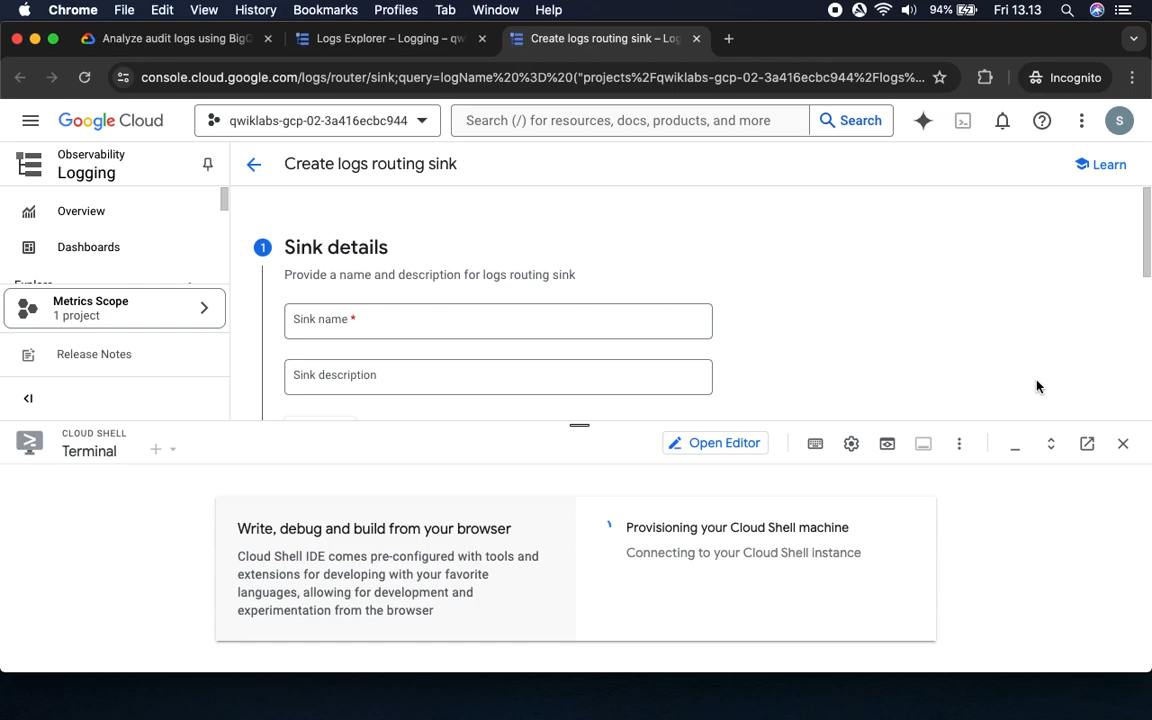 Chrome File Edit View History Bookmarks Profiles Tab Window Help 94% Fri 13.13
Analyze audit logs using BigQ Logs Explorer – Logging – qw Create logs routing sink – Log
console.cloud.google.com/logs/router/sink;query=logName%20%3D%20("projects%2Fqwiklabs-gcp-02-3a416ecbc944%2Flogs%... Incognito
Google Cloud qwiklabs-gcp-02-3a416ecbc944 Search (/) for resources, docs, products, and more Search S
Observability
Logging
Create logs routing sink Learn
Overview
Dashboards
Metrics Scope
1 project
Release Notes
1 Sink details
Provide a name and description for logs routing sink
Sink name *
Sink description
CLOUD SHELL
Terminal
Open Editor
Write, debug and build from your browser
Cloud Shell IDE comes pre-configured with tools and
extensions for developing with your favorite
languages, allowing for development and
experimentation from the browser
Provisioning your Cloud Shell machine
Connecting to your Cloud Shell instance